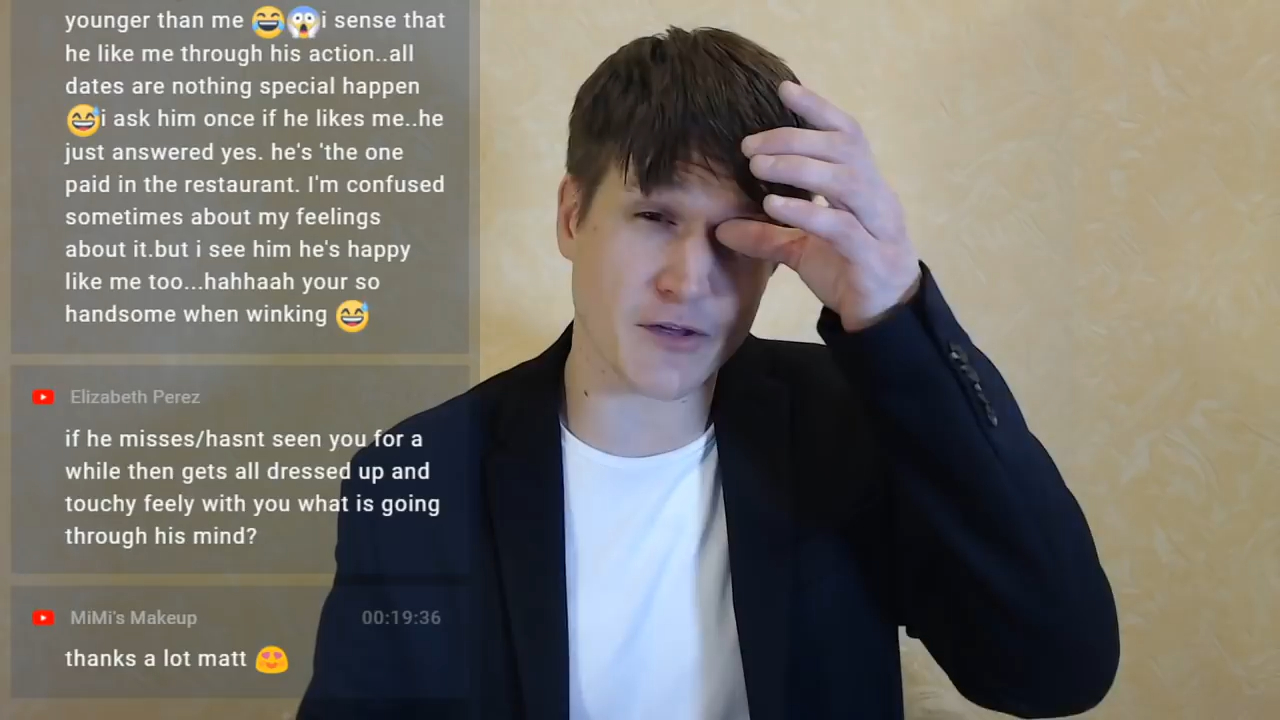 younger than me 😂😱i sense that
he like me through his action..all
dates are nothing special happen
😅i ask him once if he likes me..he
just answered yes. he's 'the one
paid in the restaurant. I'm confused
sometimes about my feelings
about it.but i see him he's happy
like me too...hahhaah your so
handsome when winking 😅
Elizabeth Perez
if he misses/hasnt seen you for a
while then gets all dressed up and
touchy feely with you what is going
through his mind?
MiMi's Makeup 00:19:36
thanks a lot matt 😍